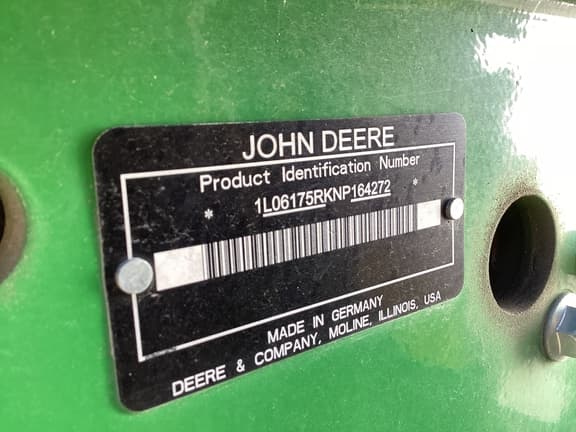 JOHN DEERE
Product Identification Number
* 1L06175RKNP164272 *
MADE IN GERMANY
DEERE & COMPANY, MOLINE, ILLINOIS, USA